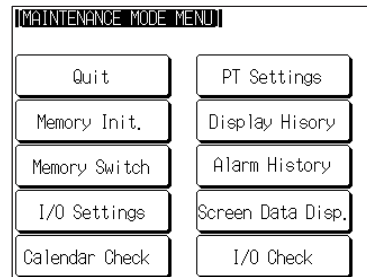 [MAINTENANCE MODE MENU]
Quit
PT Settings
Memory Init.
Display Hisory
Memory Switch
Alarm History
I/O Settings
Screen Data Disp.
Calendar Check
I/O Check